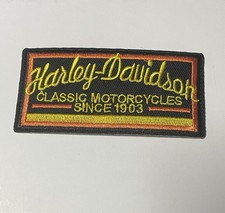 Harley-Davidson
CLASSIC MOTORCYCLES
SINCE 1903